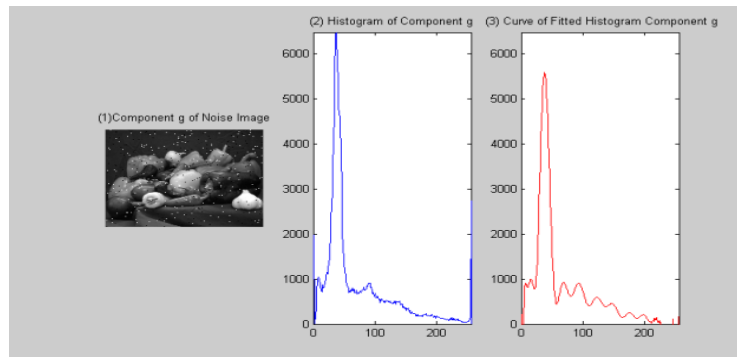 (1)Component g of Noise Image
(2) Histogram of Component g
6000
5000
4000
3000
2000
1000
0
0 100 200
(3) Curve of Fitted Histogram Component g
6000
5000
4000
3000
2000
1000
0
0 100 200